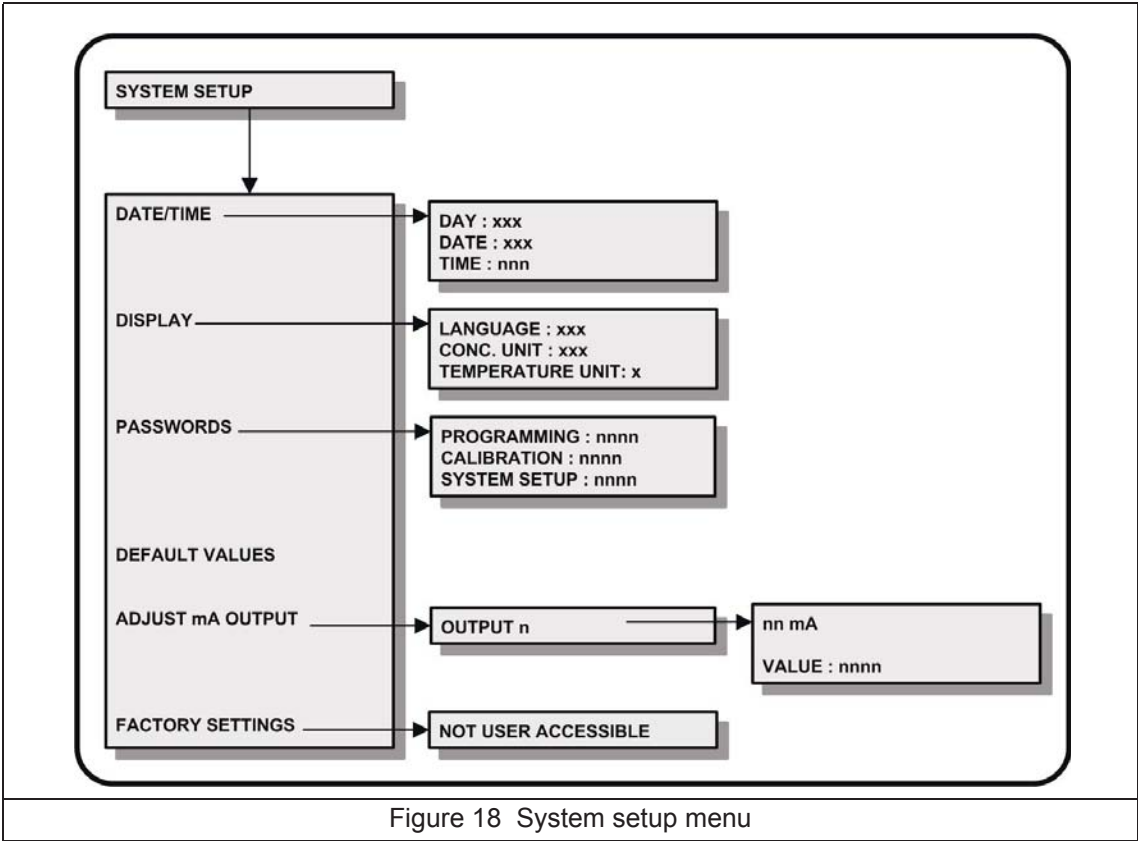 SYSTEM SETUP
DATE/TIME
DAY : xxx
DATE : xxx
TIME : nnn
DISPLAY
LANGUAGE : xxx
CONC. UNIT : xxx
TEMPERATURE UNIT: x
PASSWORDS
PROGRAMMING : nnnn
CALIBRATION : nnnn
SYSTEM SETUP : nnnn
DEFAULT VALUES
ADJUST mA OUTPUT
OUTPUT n
nn mA
VALUE : nnnn
FACTORY SETTINGS
NOT USER ACCESSIBLE
Figure 18 System setup menu